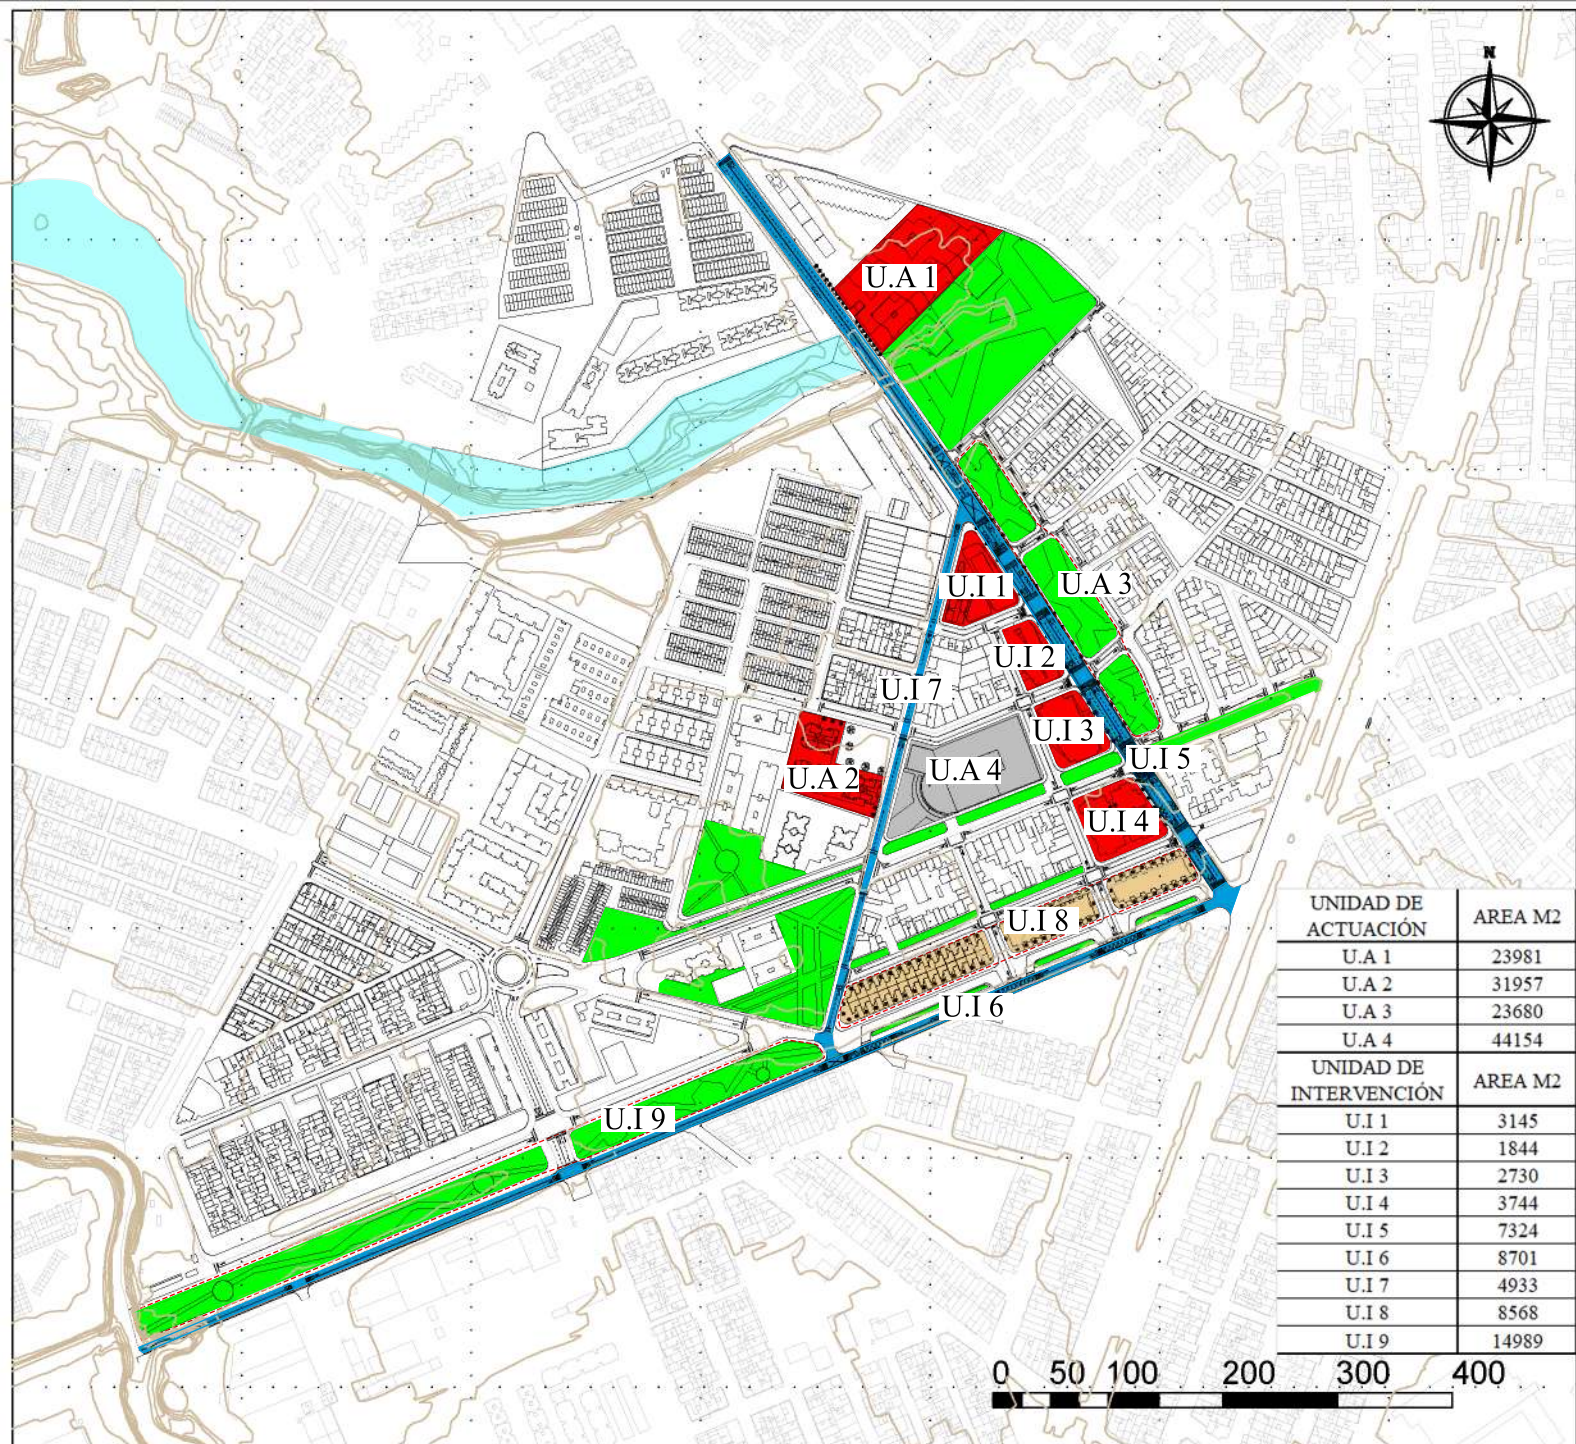 N
U.A 1
U.I 1
U.A 3
U.I 2
U.I 7
U.I 3
U.I 5
U.A 2
U.A 4
U.I 4
U.I 8
U.I 6
U.I 9
UNIDAD DE ACTUACIÓN AREA M2
U.A 1 23981
U.A 2 31957
U.A 3 23680
U.A 4 44154
UNIDAD DE INTERVENCIÓN AREA M2
U.I 1 3145
U.I 2 1844
U.I 3 2730
U.I 4 3744
U.I 5 7324
U.I 6 8701
U.I 7 4933
U.I 8 8568
U.I 9 14989
0 50 100 200 300 400